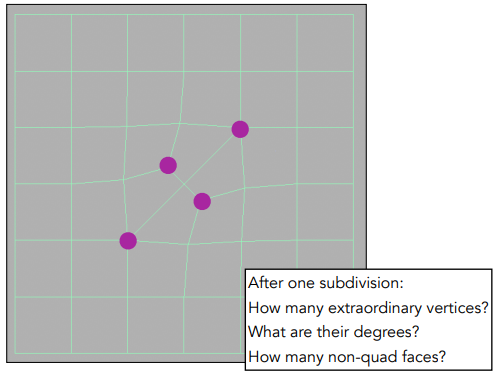 After one subdivision:
How many extraordinary vertices?
What are their degrees?
How many non-quad faces?